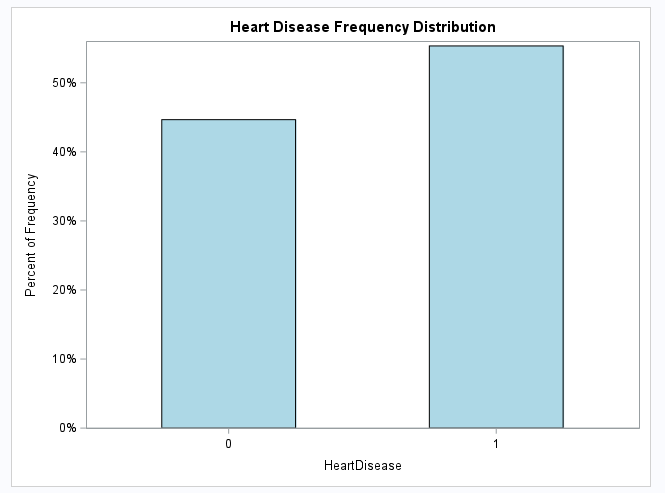 Heart Disease Frequency Distribution
Percent of Frequency
50%
40%
30%
20%
10%
0%
0
1
HeartDisease